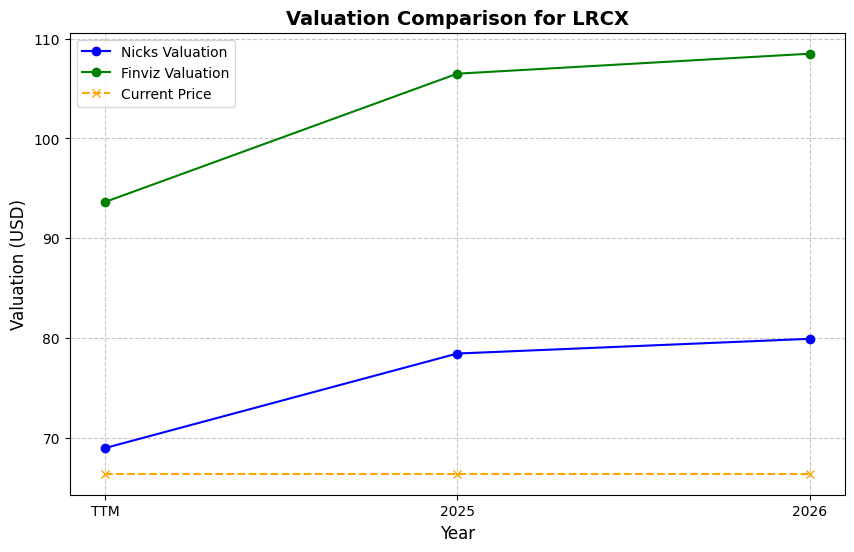 Valuation Comparison for LRCX
Nicks Valuation
Finviz Valuation
Current Price
Valuation (USD)
110
100
90
80
70
TTM
2025
2026
Year